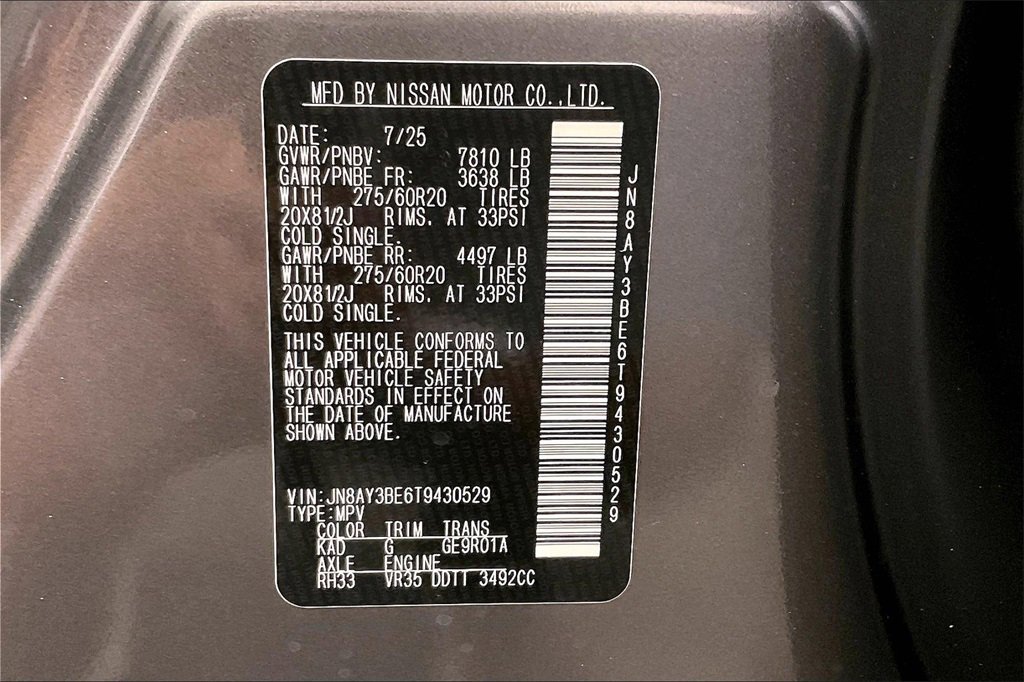 MFD BY NISSAN MOTOR CO.,LTD.
DATE: 7/25
GVWR/PNBV: 7810 LB
GAWR/PNBE FR: 3638 LB
WITH 275/60R20 TIRES
20X81/2J RIMS, AT 33PSI
COLD SINGLE.
GAWR/PNBE RR: 4497 LB
WITH 275/60R20 TIRES
20X81/2J RIMS, AT 33PSI
COLD SINGLE.
THIS VEHICLE CONFORMS TO
ALL APPLICABLE FEDERAL
MOTOR VEHICLE SAFETY
STANDARDS IN EFFECT ON
THE DATE OF MANUFACTURE
SHOWN ABOVE.
VIN:JN8AY3BE6T9430529
TYPE:MPV
COLOR TRIM TRANS
KAD G GE9R01A
AXLE ENGINE
RH33 VR35 DDTT 3492CC
JN8AY3BE6T9430529